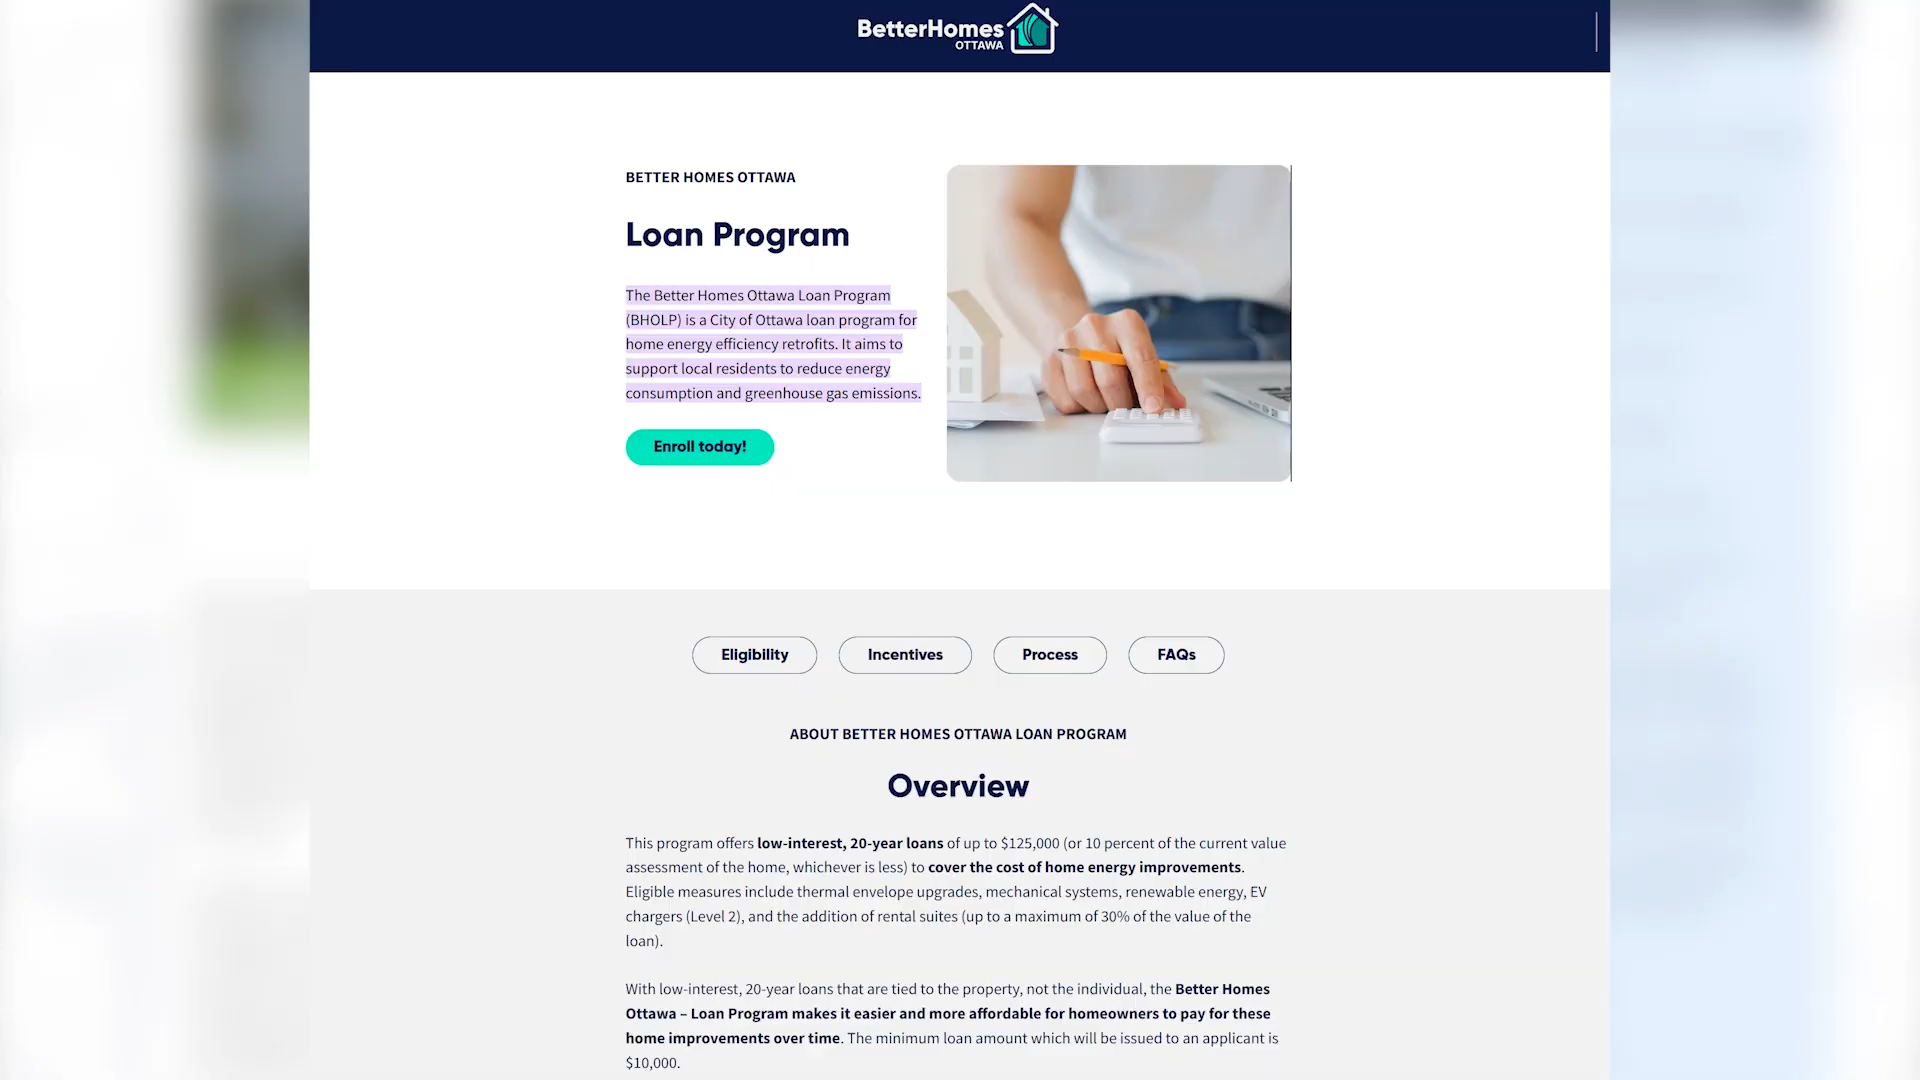 BetterHomes
OTTAWA
BETTER HOMES OTTAWA
Loan Program
The Better Homes Ottawa Loan Program
(BHOLP) is a City of Ottawa loan program for
home energy efficiency retrofits. It aims to
support local residents to reduce energy
consumption and greenhouse gas emissions.
Enroll today!
Eligibility
Incentives
Process
FAQs
ABOUT BETTER HOMES OTTAWA LOAN PROGRAM
Overview
This program offers low-interest, 20-year loans of up to $125,000 (or 10 percent of the current value
assessment of the home, whichever is less) to cover the cost of home energy improvements.
Eligible measures include thermal envelope upgrades, mechanical systems, renewable energy, EV
chargers (Level 2), and the addition of rental suites (up to a maximum of 30% of the value of the
loan).
With low-interest, 20-year loans that are tied to the property, not the individual, the Better Homes
Ottawa – Loan Program makes it easier and more affordable for homeowners to pay for these
home improvements over time. The minimum loan amount which will be issued to an applicant is
$10,000.